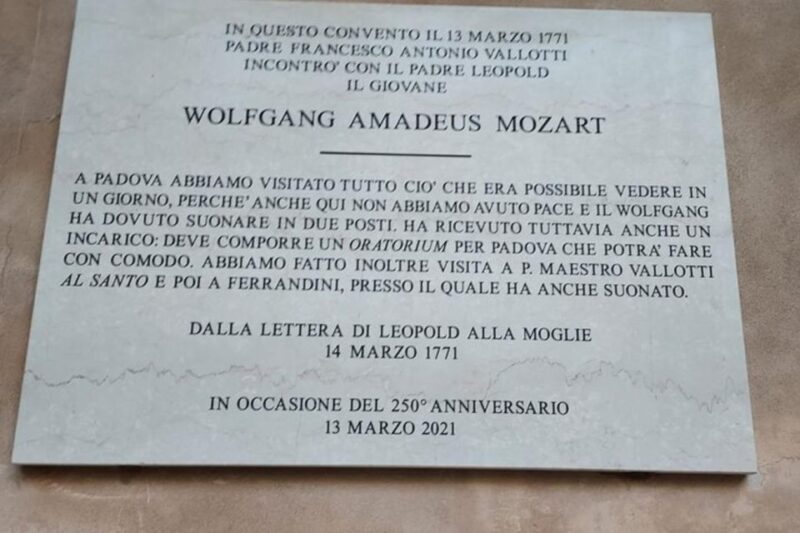 IN QUESTO CONVENTO IL 13 MARZO 1771
PADRE FRANCESCO ANTONIO VALLOTTI
INCONTRO' CON IL PADRE LEOPOLD
IL GIOVANE
WOLFGANG AMADEUS MOZART
A PADOVA ABBIAMO VISITATO TUTTO CIO' CHE ERA POSSIBILE VEDERE IN
UN GIORNO, PERCHE' ANCHE QUI NON ABBIAMO AVUTO PACE E IL WOLFGANG
HA DOVUTO SUONARE IN DUE POSTI. HA RICEVUTO TUTTAVIA ANCHE UN
INCARICO: DEVE COMPORRE UN ORATORIUM PER PADOVA CHE POTRA' FARE
CON COMODO. ABBIAMO FATTO INOLTRE VISITA A P. MAESTRO VALLOTTI
AL SANTO E POI A FERRANDINI, PRESSO IL QUALE HA ANCHE SUONATO.
DALLA LETTERA DI LEOPOLD ALLA MOGLIE
14 MARZO 1771
IN OCCASIONE DEL 250° ANNIVERSARIO
13 MARZO 2021